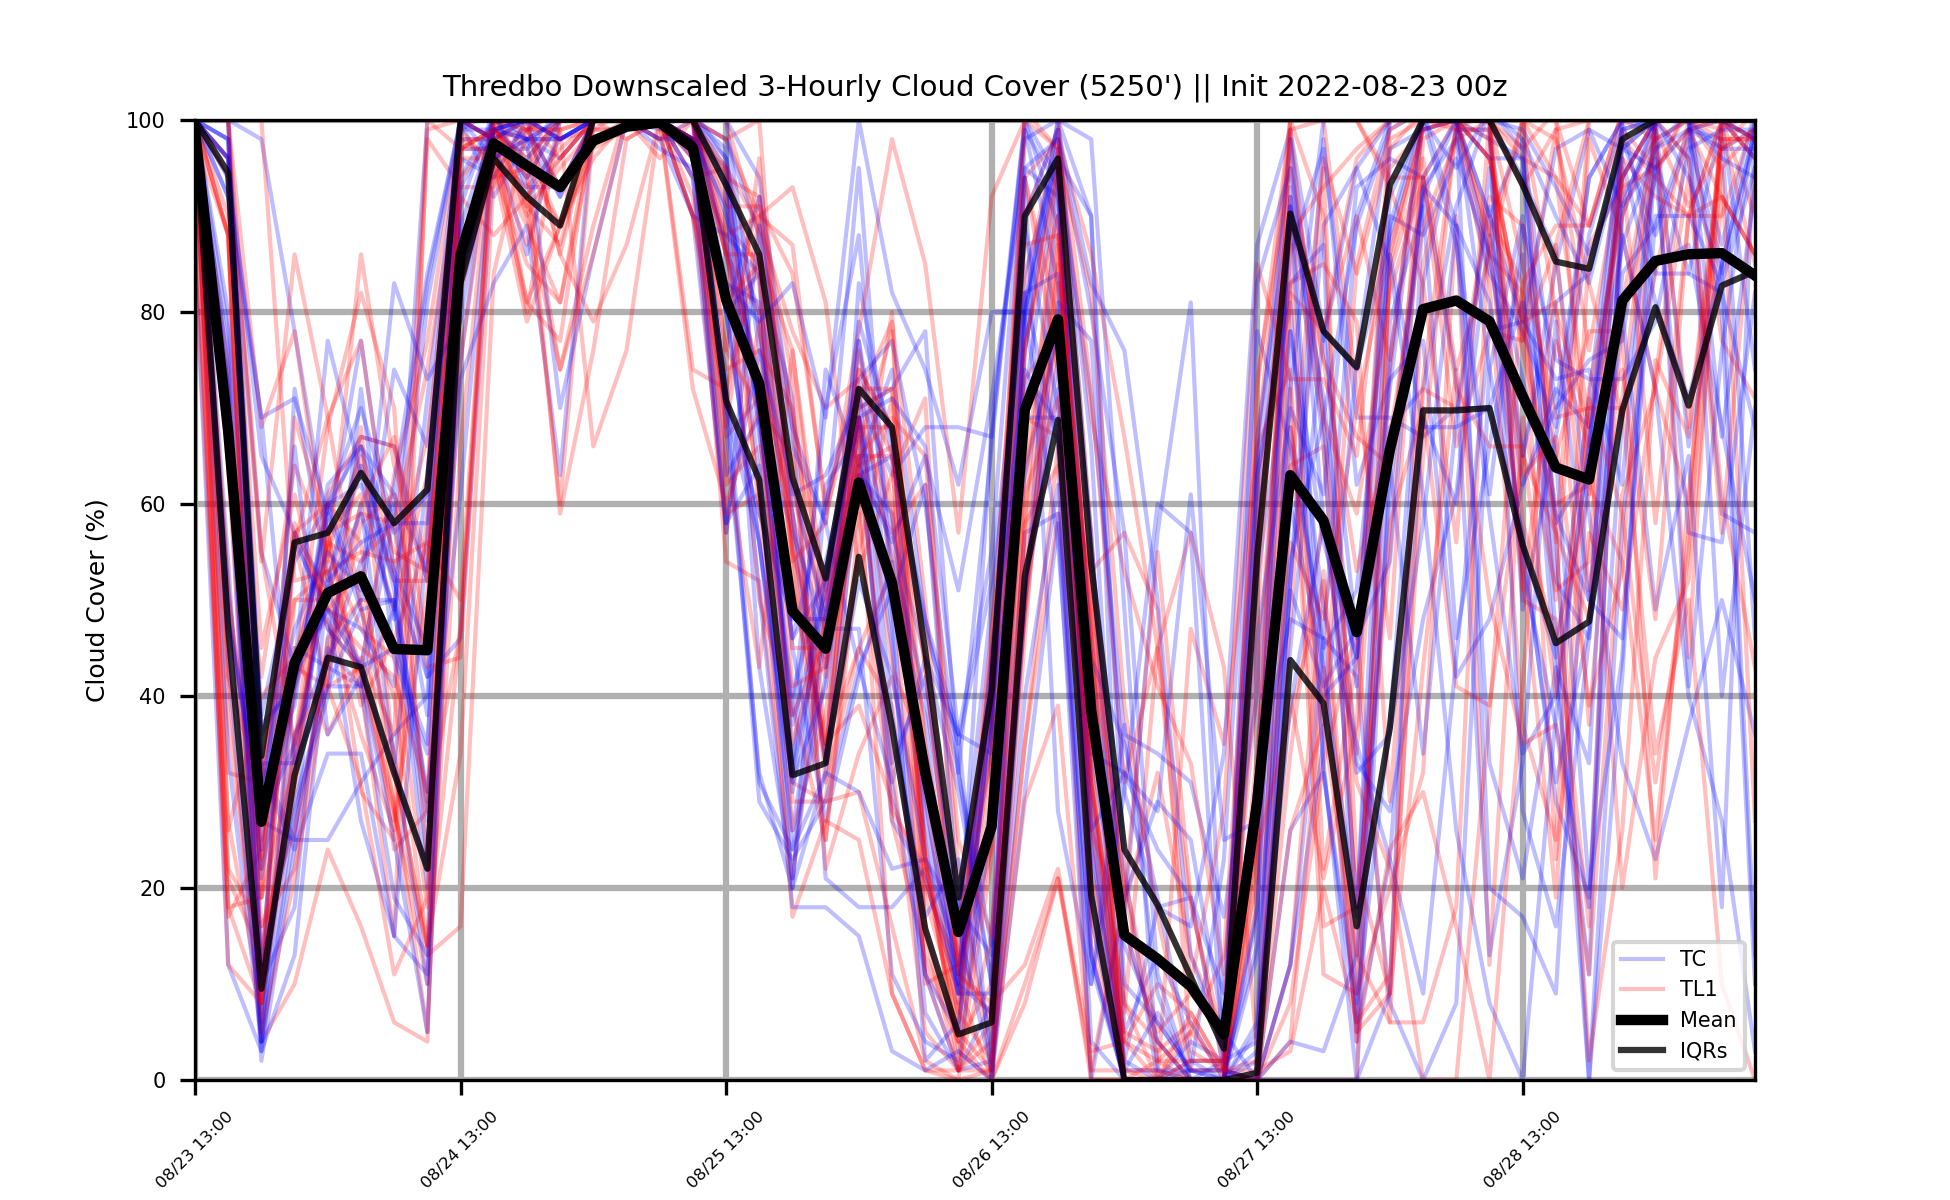 Thredbo Downscaled 3-Hourly Cloud Cover (5250') || Init 2022-08-23 00z
Cloud Cover (%)
100
80
60
40
20
0
TC
TL1
Mean
IQRs
08/23 13:00
08/24 13:00
08/25 13:00
08/26 13:00
08/27 13:00
08/28 13:00